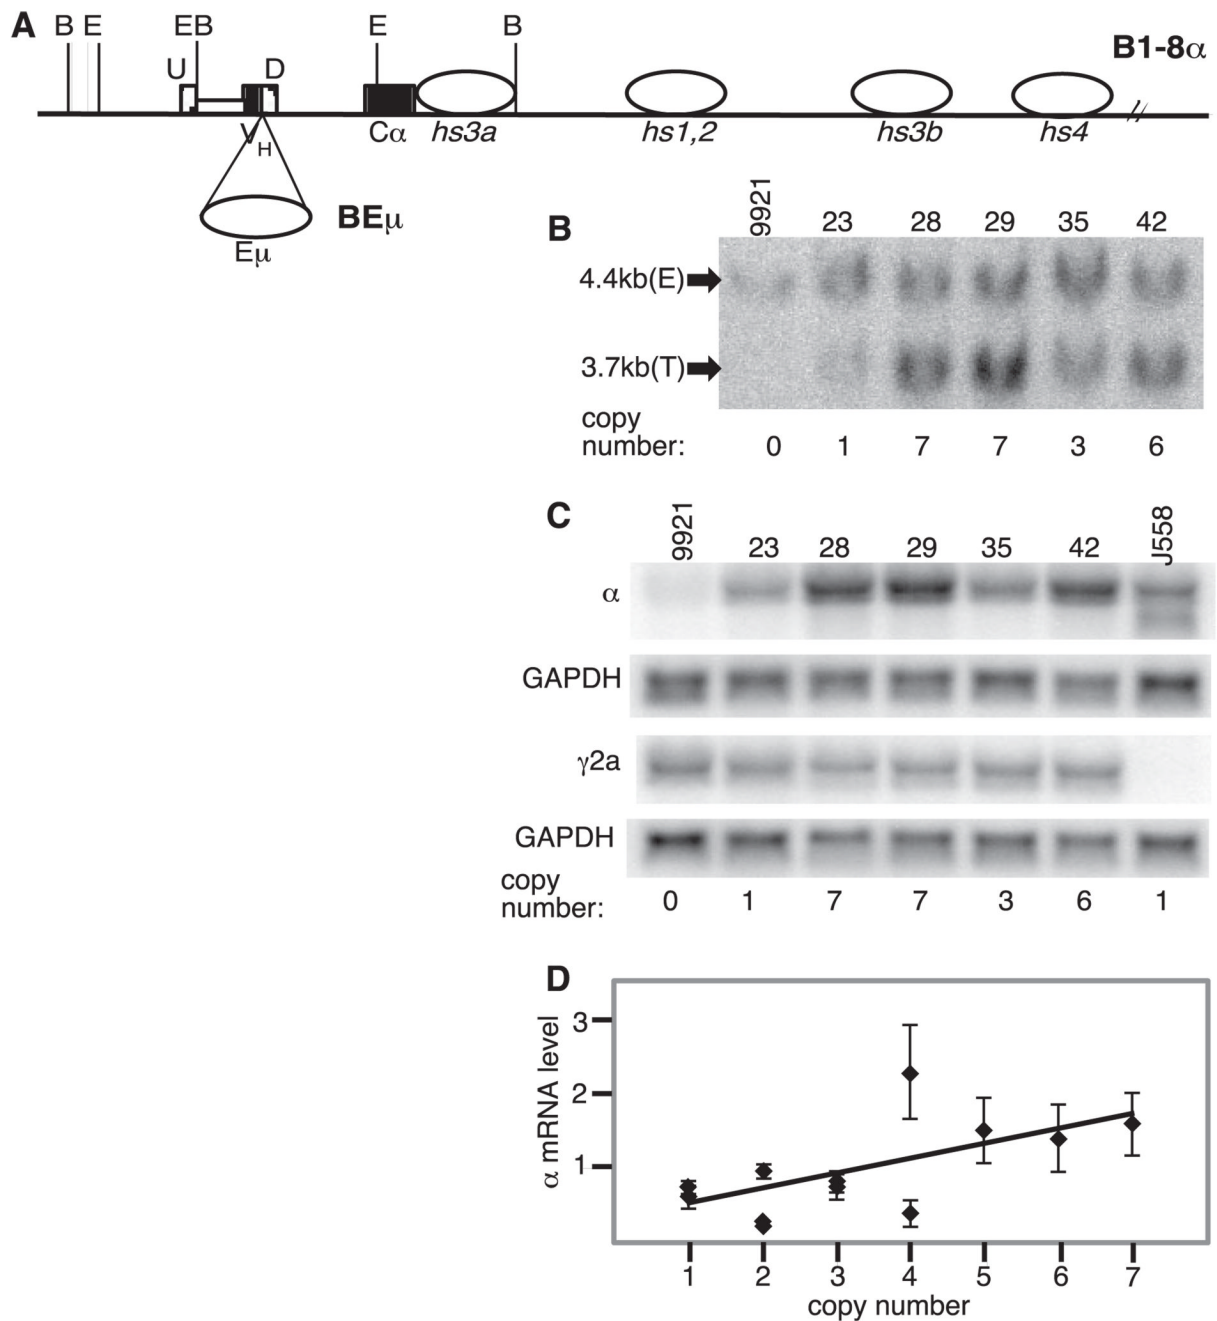 A
B E EB E B
B1-8α
U D
V H Cα hs3a hs1,2 hs3b hs4
BEμ
Eμ
B
9921 23 28 29 35 42
4.4kb(E)
3.7kb(T)
copy
number: 0 1 7 7 3 6
C
9921 23 28 29 35 42 J558
α
GAPDH
γ2a
GAPDH
copy
number: 0 1 7 7 3 6 1
D
α mRNA level
3
2
1
1 2 3 4 5 6 7
copy number